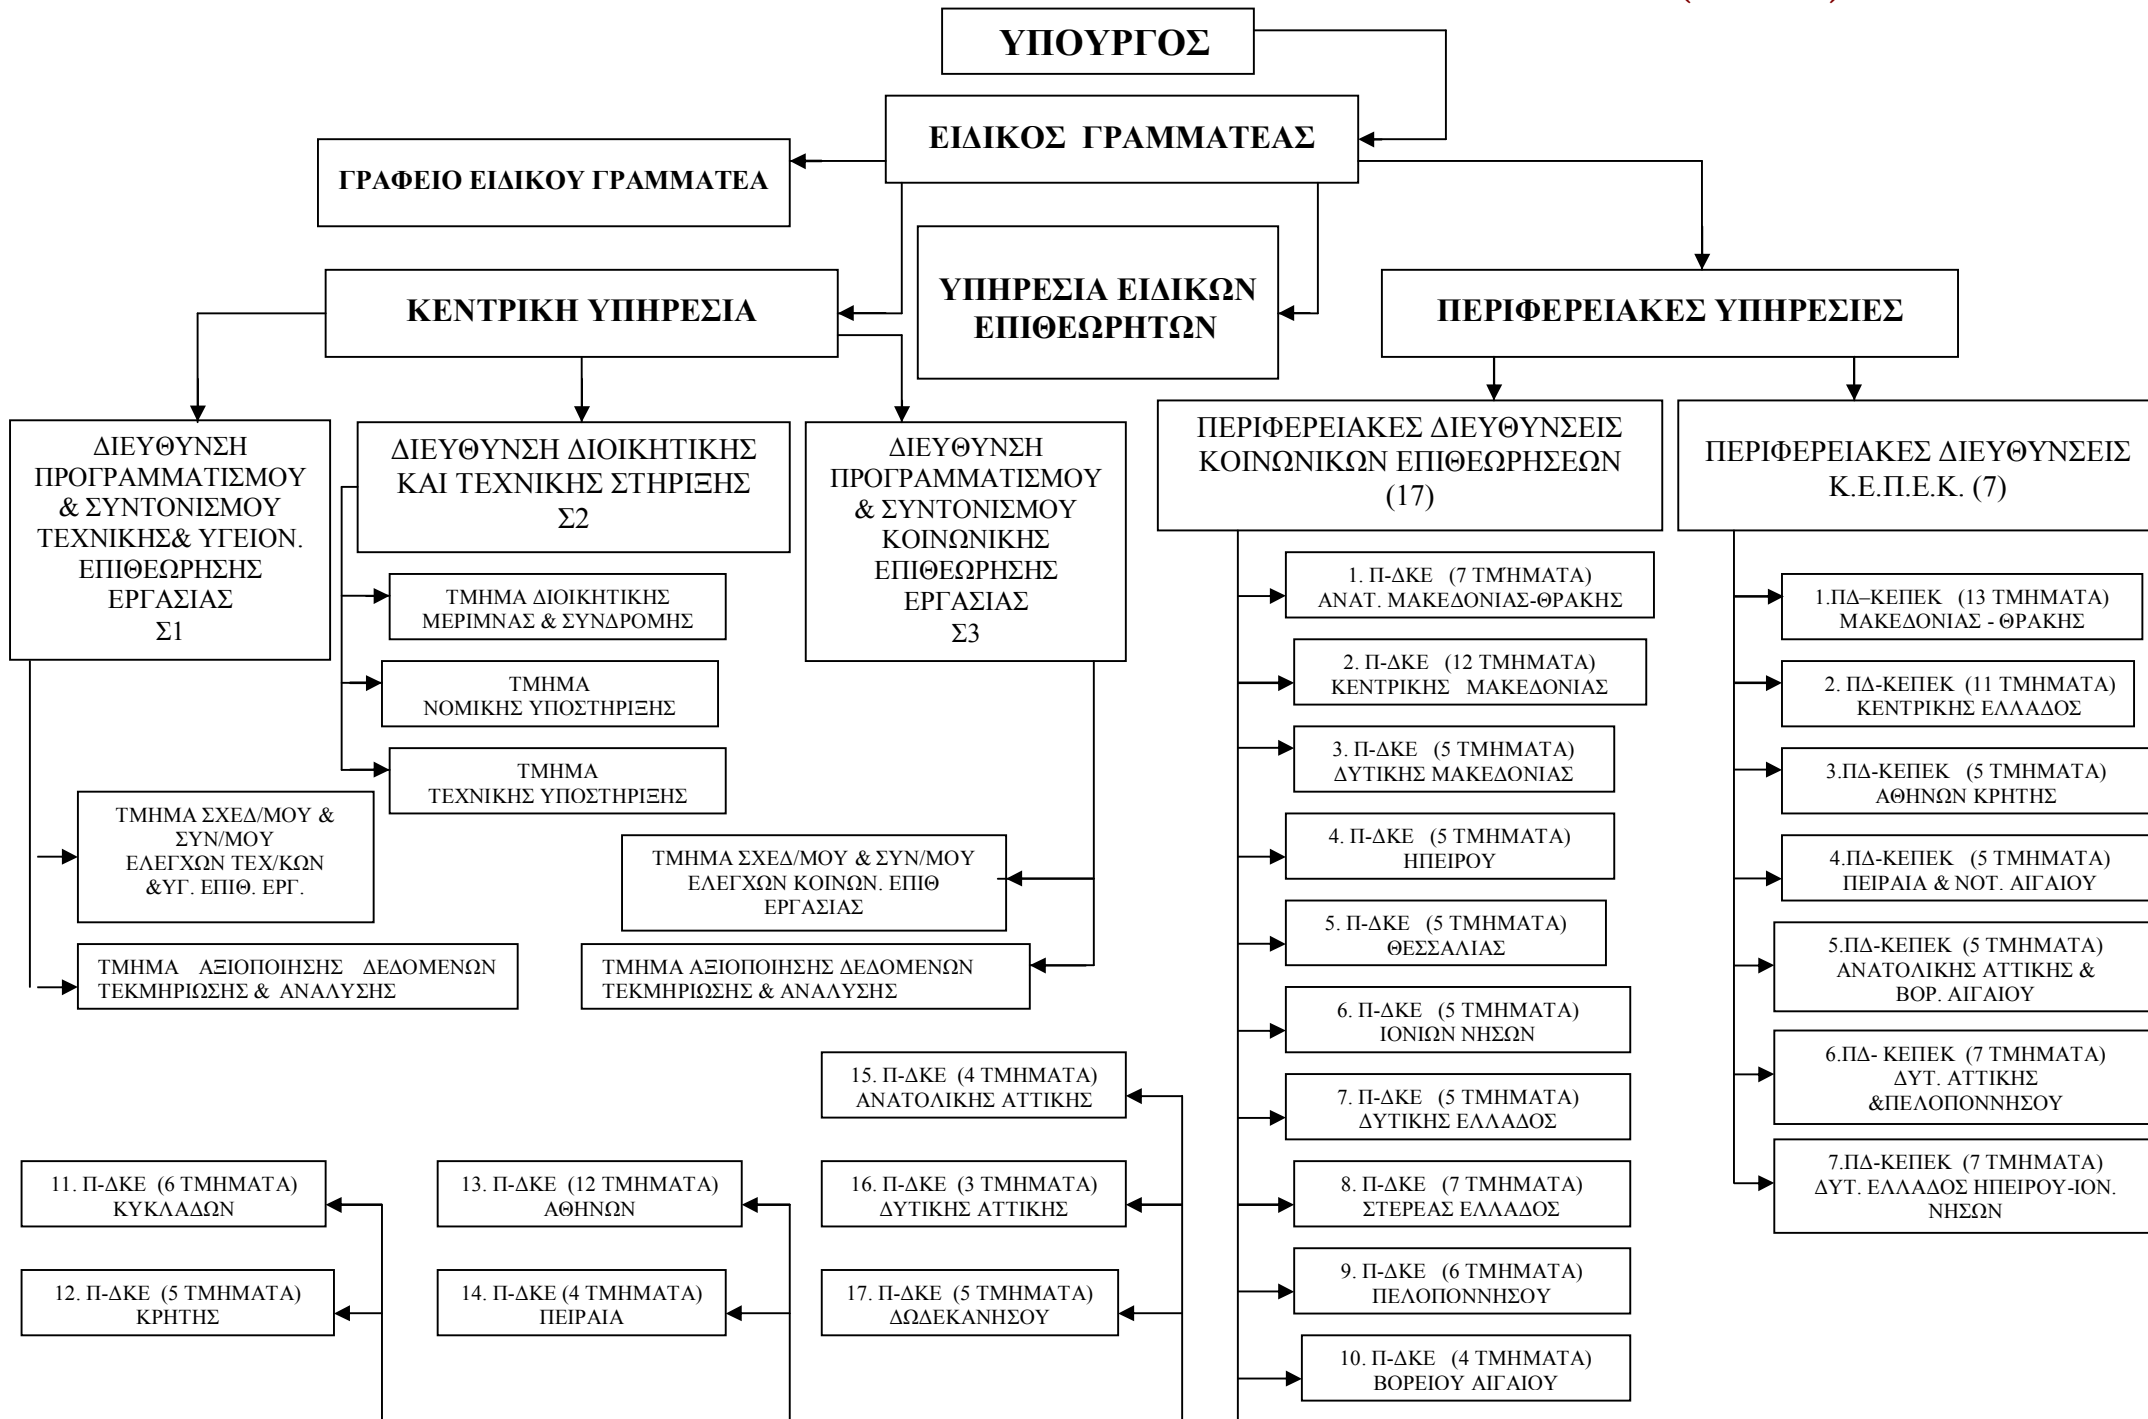 ΥΠΟΥΡΓΟΣ
ΕΙΔΙΚΟΣ ΓΡΑΜΜΑΤΕΑΣ
ΓΡΑΦΕΙΟ ΕΙΔΙΚΟΥ ΓΡΑΜΜΑΤΕΑ
ΥΠΗΡΕΣΙΑ ΕΙΔΙΚΩΝ
ΕΠΙΘΕΩΡΗΤΩΝ
ΚΕΝΤΡΙΚΗ ΥΠΗΡΕΣΙΑ
ΠΕΡΙΦΕΡΕΙΑΚΕΣ ΥΠΗΡΕΣΙΕΣ
ΔΙΕΥΘΥΝΣΗ
ΠΡΟΓΡΑΜΜΑΤΙΣΜΟΥ
& ΣΥΝΤΟΝΙΣΜΟΥ
ΤΕΧΝΙΚΗΣ& ΥΓΕΙΟΝ.
ΕΠΙΘΕΩΡΗΣΗΣ
ΕΡΓΑΣΙΑΣ
Σ1
ΔΙΕΥΘΥΝΣΗ ΔΙΟΙΚΗΤΙΚΗΣ
ΚΑΙ ΤΕΧΝΙΚΗΣ ΣΤΗΡΙΞΗΣ
Σ2
ΔΙΕΥΘΥΝΣΗ
ΠΡΟΓΡΑΜΜΑΤΙΣΜΟΥ
& ΣΥΝΤΟΝΙΣΜΟΥ
ΚΟΙΝΩΝΙΚΗΣ
ΕΠΙΘΕΩΡΗΣΗΣ
ΕΡΓΑΣΙΑΣ
Σ3
ΠΕΡΙΦΕΡΕΙΑΚΕΣ ΔΙΕΥΘΥΝΣΕΙΣ
ΚΟΙΝΩΝΙΚΩΝ ΕΠΙΘΕΩΡΗΣΕΩΝ
(17)
ΠΕΡΙΦΕΡΕΙΑΚΕΣ ΔΙΕΥΘΥΝΣΕΙΣ
Κ.Ε.Π.Ε.Κ. (7)
ΤΜΗΜΑ ΔΙΟΙΚΗΤΙΚΗΣ
ΜΕΡΙΜΝΑΣ & ΣΥΝΔΡΟΜΗΣ
ΤΜΗΜΑ
ΝΟΜΙΚΗΣ ΥΠΟΣΤΗΡΙΞΗΣ
ΤΜΗΜΑ
ΤΕΧΝΙΚΗΣ ΥΠΟΣΤΗΡΙΞΗΣ
ΤΜΗΜΑ ΣΧΕΔ/ΜΟΥ &
ΣΥΝ/ΜΟΥ
ΕΛΕΓΧΩΝ ΤΕΧ/ΚΩΝ
&ΥΓ. ΕΠΙΘ. ΕΡΓ.
ΤΜΗΜΑ ΑΞΙΟΠΟΙΗΣΗΣ ΔΕΔΟΜΕΝΩΝ
ΤΕΚΜΗΡΙΩΣΗΣ & ΑΝΑΛΥΣΗΣ
ΤΜΗΜΑ ΣΧΕΔ/ΜΟΥ & ΣΥΝ/ΜΟΥ
ΕΛΕΓΧΩΝ ΚΟΙΝΩΝ. ΕΠΙΘ
ΕΡΓΑΣΙΑΣ
ΤΜΗΜΑ ΑΞΙΟΠΟΙΗΣΗΣ ΔΕΔΟΜΕΝΩΝ
ΤΕΚΜΗΡΙΩΣΗΣ & ΑΝΑΛΥΣΗΣ
1. Π-ΔΚΕ (7 ΤΜΉΜΑΤΑ)
ΑΝΑΤ. ΜΑΚΕΔΟΝΙΑΣ-ΘΡΑΚΗΣ
2. Π-ΔΚΕ (12 ΤΜΗΜΑΤΑ)
ΚΕΝΤΡΙΚΗΣ ΜΑΚΕΔΟΝΙΑΣ
3. Π-ΔΚΕ (5 ΤΜΗΜΑΤΑ)
ΔΥΤΙΚΗΣ ΜΑΚΕΔΟΝΙΑΣ
4. Π-ΔΚΕ (5 ΤΜΗΜΑΤΑ)
ΗΠΕΙΡΟΥ
5. Π-ΔΚΕ (5 ΤΜΗΜΑΤΑ)
ΘΕΣΣΑΛΙΑΣ
6. Π-ΔΚΕ (5 ΤΜΗΜΑΤΑ)
ΙΟΝΙΩΝ ΝΗΣΩΝ
7. Π-ΔΚΕ (5 ΤΜΗΜΑΤΑ)
ΔΥΤΙΚΗΣ ΕΛΛΑΔΟΣ
8. Π-ΔΚΕ (7 ΤΜΗΜΑΤΑ)
ΣΤΕΡΕΑΣ ΕΛΛΑΔΟΣ
9. Π-ΔΚΕ (6 ΤΜΗΜΑΤΑ)
ΠΕΛΟΠΟΝΝΗΣΟΥ
10. Π-ΔΚΕ (4 ΤΜΗΜΑΤΑ)
ΒΟΡΕΙΟΥ ΑΙΓΑΙΟΥ
11. Π-ΔΚΕ (6 ΤΜΗΜΑΤΑ)
ΚΥΚΛΑΔΩΝ
12. Π-ΔΚΕ (5 ΤΜΗΜΑΤΑ)
ΚΡΗΤΗΣ
13. Π-ΔΚΕ (12 ΤΜΗΜΑΤΑ)
ΑΘΗΝΩΝ
14. Π-ΔΚΕ (4 ΤΜΗΜΑΤΑ)
ΠΕΙΡΑΙΑ
15. Π-ΔΚΕ (4 ΤΜΗΜΑΤΑ)
ΑΝΑΤΟΛΙΚΗΣ ΑΤΤΙΚΗΣ
16. Π-ΔΚΕ (3 ΤΜΗΜΑΤΑ)
ΔΥΤΙΚΗΣ ΑΤΤΙΚΗΣ
17. Π-ΔΚΕ (5 ΤΜΗΜΑΤΑ)
ΔΩΔΕΚΑΝΗΣΟΥ
1.ΠΔ–ΚΕΠΕΚ (13 ΤΜΗΜΑΤΑ)
ΜΑΚΕΔΟΝΙΑΣ - ΘΡΑΚΗΣ
2. ΠΔ-ΚΕΠΕΚ (11 ΤΜΗΜΑΤΑ)
ΚΕΝΤΡΙΚΗΣ ΕΛΛΑΔΟΣ
3.ΠΔ-ΚΕΠΕΚ (5 ΤΜΗΜΑΤΑ)
ΑΘΗΝΩΝ ΚΡΗΤΗΣ
4.ΠΔ-ΚΕΠΕΚ (5 ΤΜΗΜΑΤΑ)
ΠΕΙΡΑΙΑ & ΝΟΤ. ΑΙΓΑΙΟΥ
5.ΠΔ-ΚΕΠΕΚ (5 ΤΜΗΜΑΤΑ)
ΑΝΑΤΟΛΙΚΗΣ ΑΤΤΙΚΗΣ &
ΒΟΡ. ΑΙΓΑΙΟΥ
6.ΠΔ- ΚΕΠΕΚ (7 ΤΜΗΜΑΤΑ)
ΔΥΤ. ΑΤΤΙΚΗΣ
&ΠΕΛΟΠΟΝΝΗΣΟΥ
7.ΠΔ-ΚΕΠΕΚ (7 ΤΜΗΜΑΤΑ)
ΔΥΤ. ΕΛΛΑΔΟΣ ΗΠΕΙΡΟΥ-ΙΟΝ.
ΝΗΣΩΝ